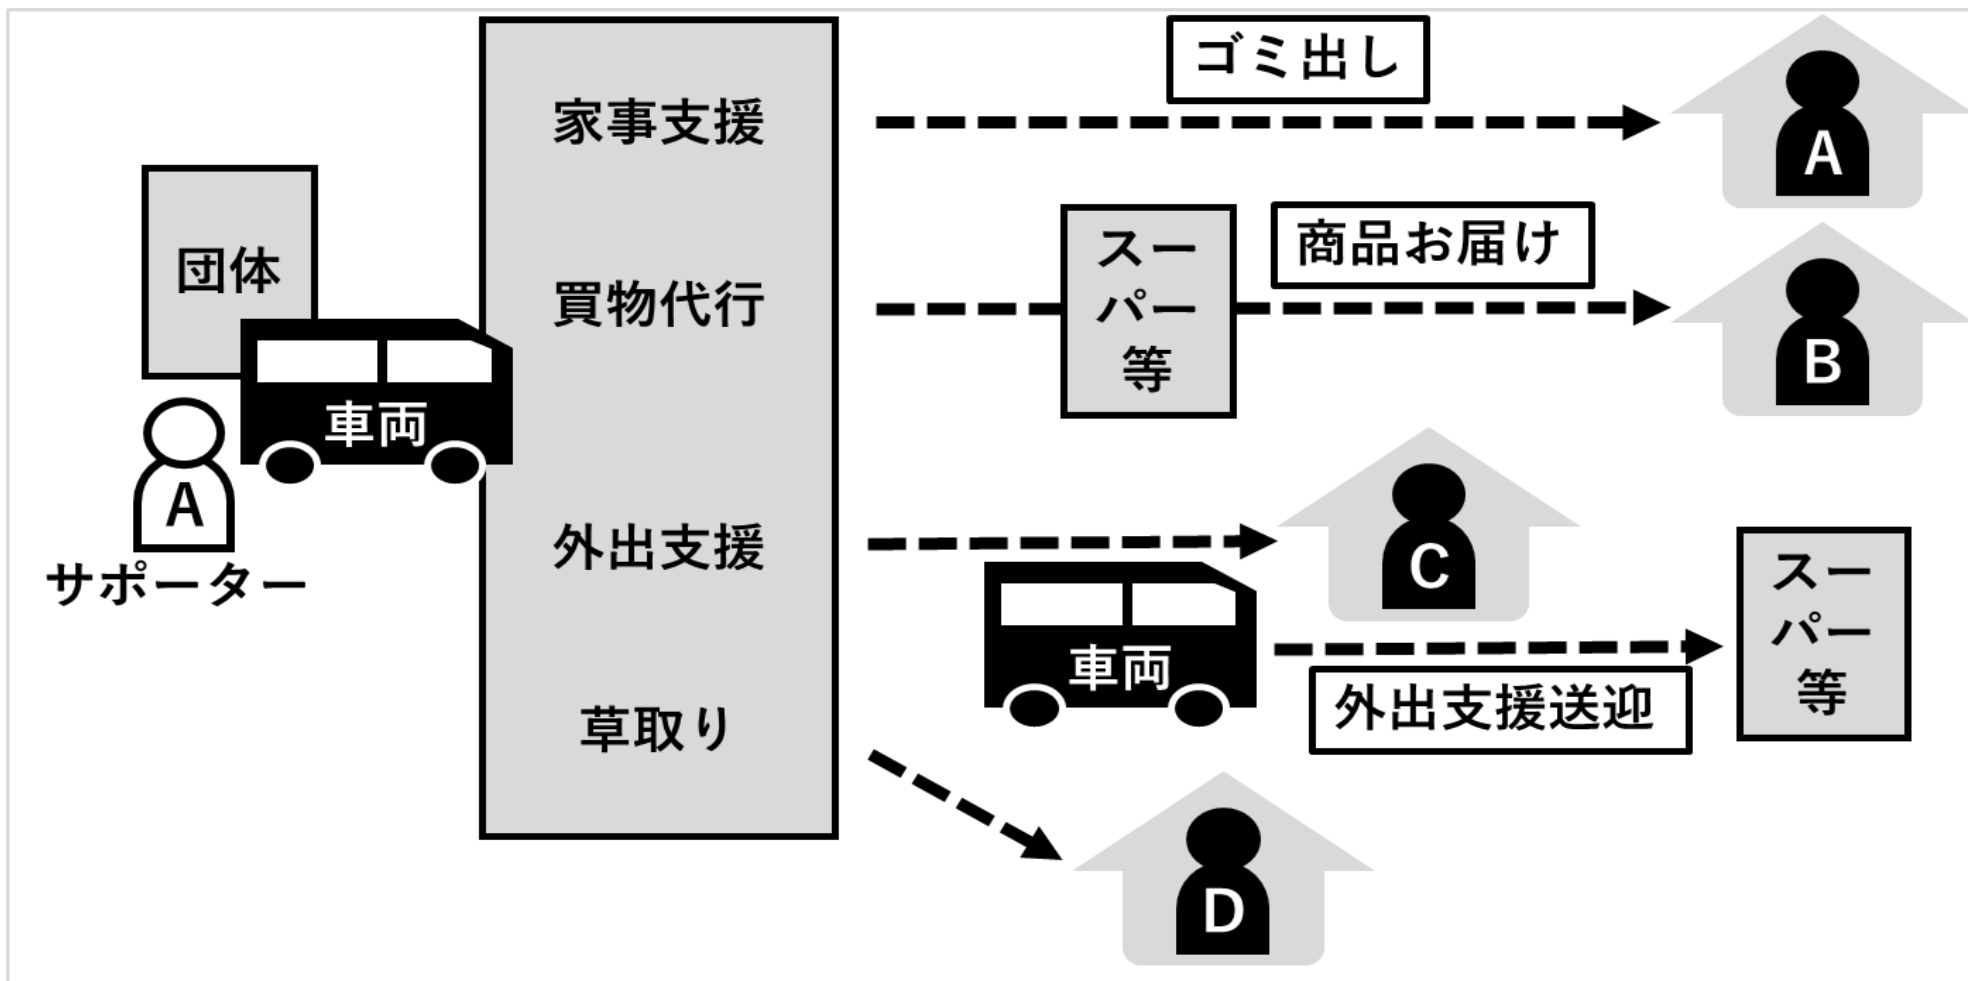 団体
車両
A
サポーター
家事支援
買物代行
外出支援
草取り
ゴミ出し
A
スー
パー
等
商品お届け
B
C
車両
外出支援送迎
スー
パー
等
D